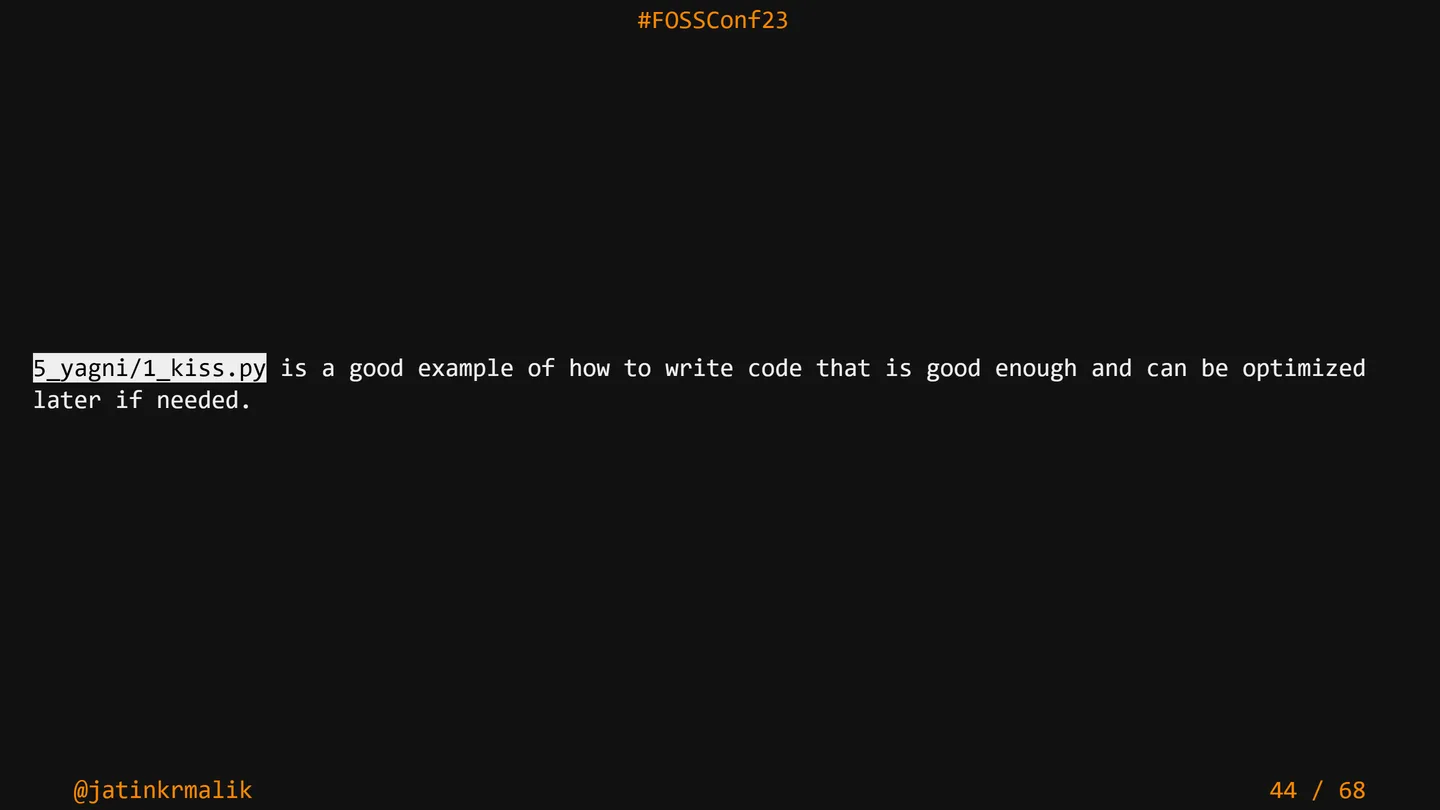 #FOSSConf23
5_yagni/1_kiss.py is a good example of how to write code that is good enough and can be optimized
later if needed.
@jatinkrmalik
44 / 68